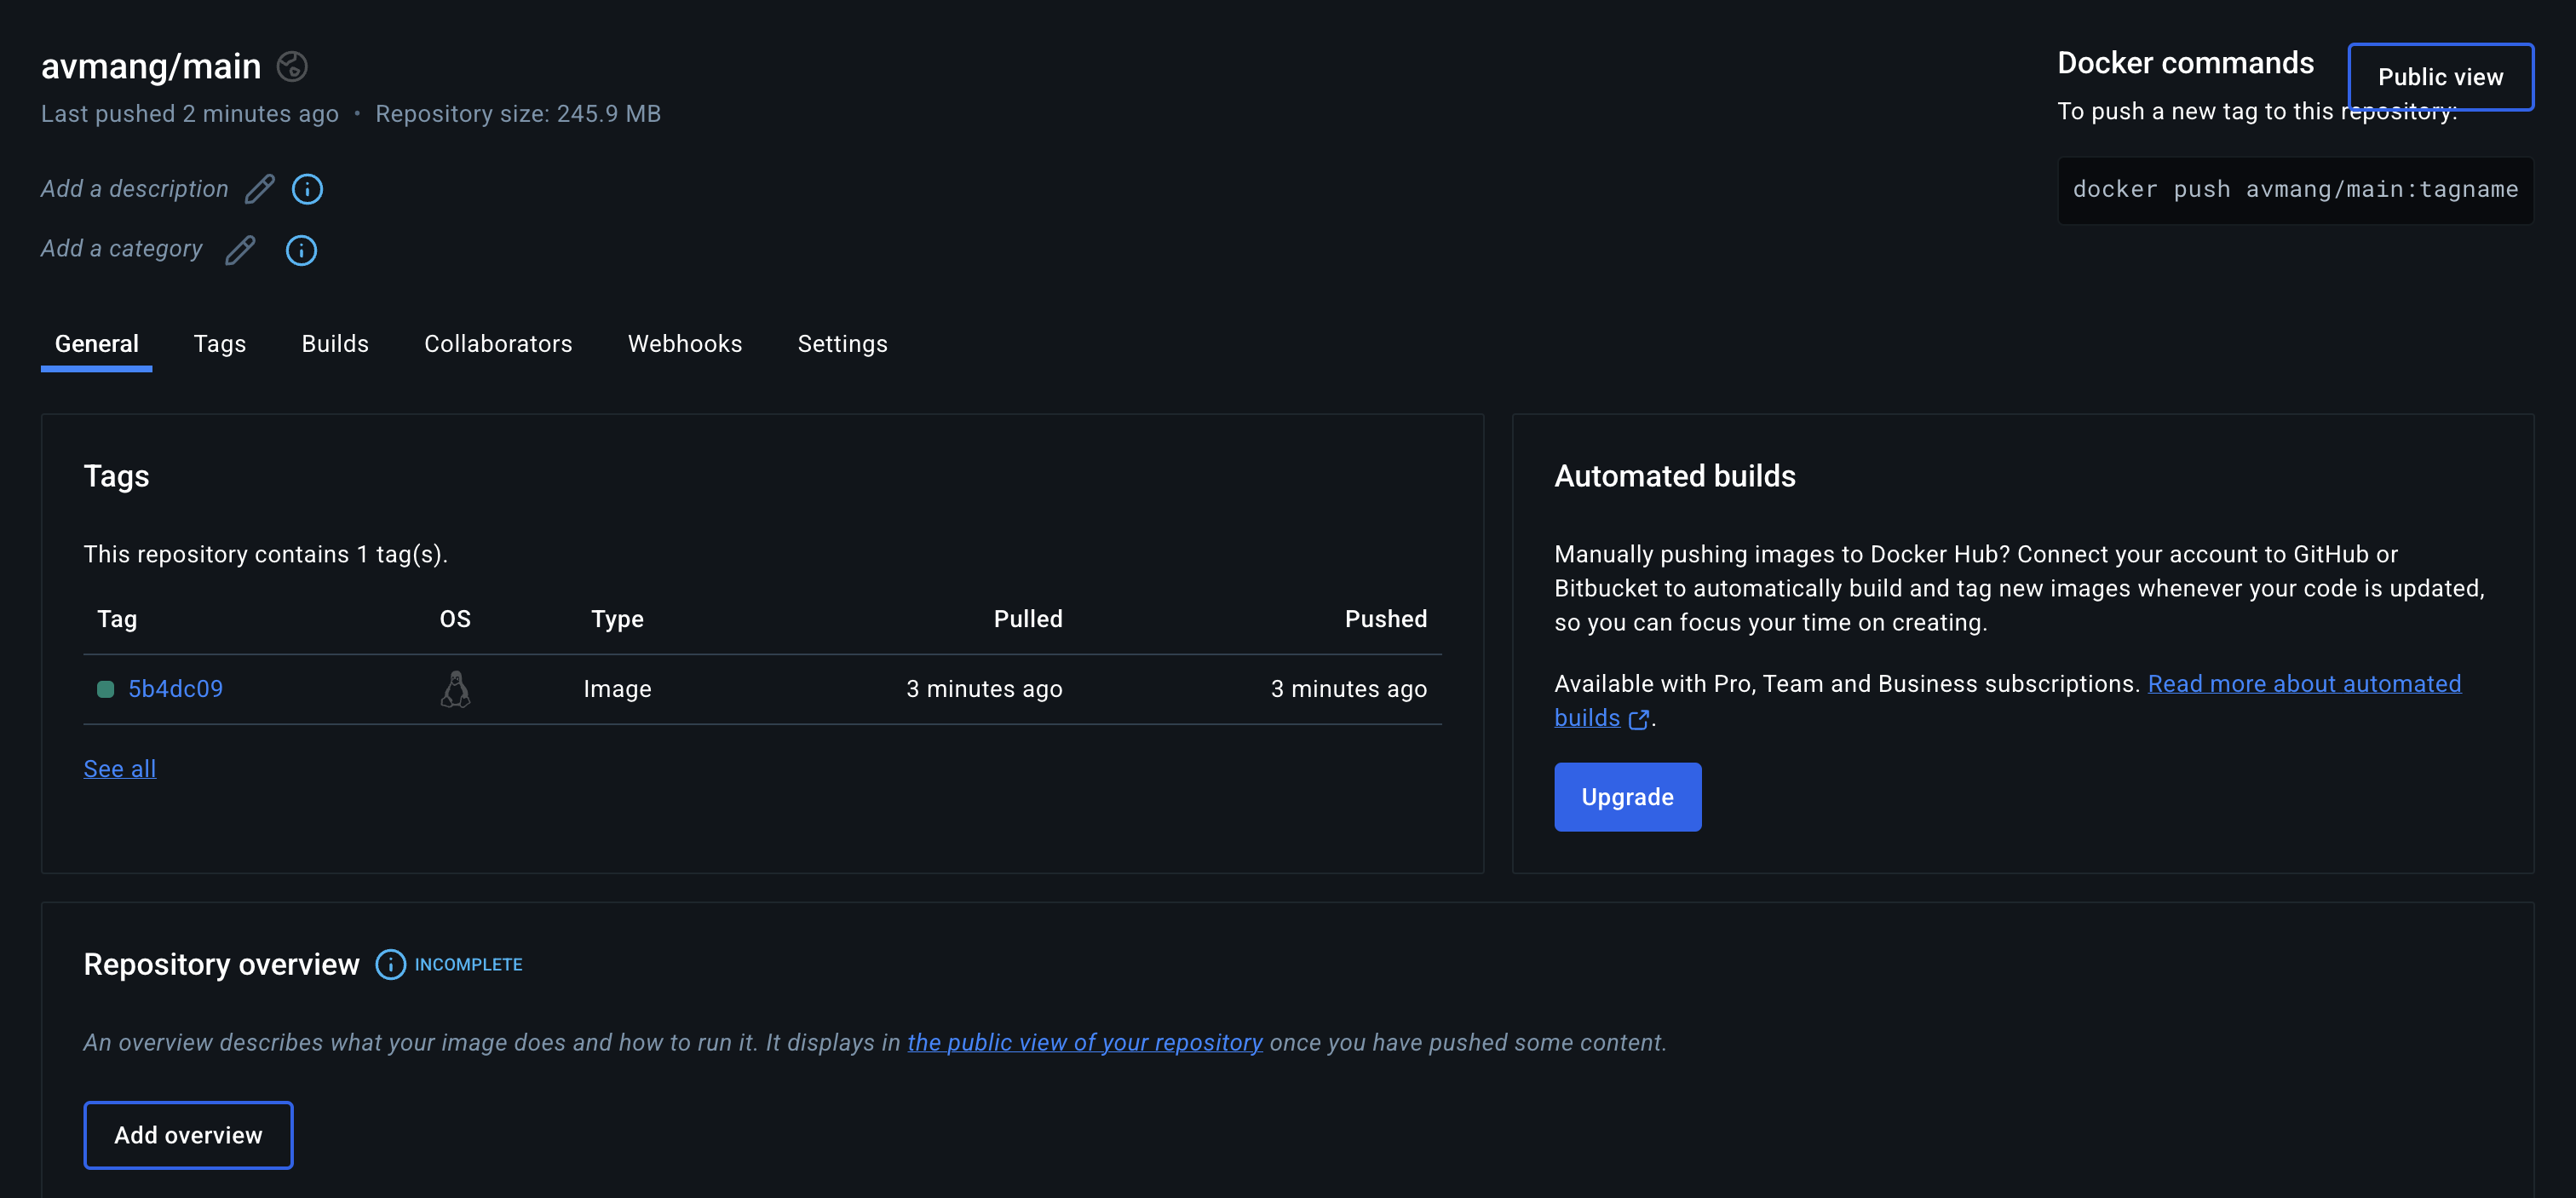 avmang/main
Last pushed 2 minutes ago • Repository size: 245.9 MB
Add a description
Add a category
Docker commands
Public view
To push a new tag to this repository:
docker push avmang/main:tagname
General Tags Builds Collaborators Webhooks Settings
Tags
This repository contains 1 tag(s).
Tag OS Type Pulled Pushed
5b4dc09 Image 3 minutes ago 3 minutes ago
See all
Automated builds
Manually pushing images to Docker Hub? Connect your account to GitHub or
Bitbucket to automatically build and tag new images whenever your code is updated,
so you can focus your time on creating.
Available with Pro, Team and Business subscriptions. Read more about automated
builds .
Upgrade
Repository overview INCOMPLETE
An overview describes what your image does and how to run it. It displays in the public view of your repository once you have pushed some content.
Add overview